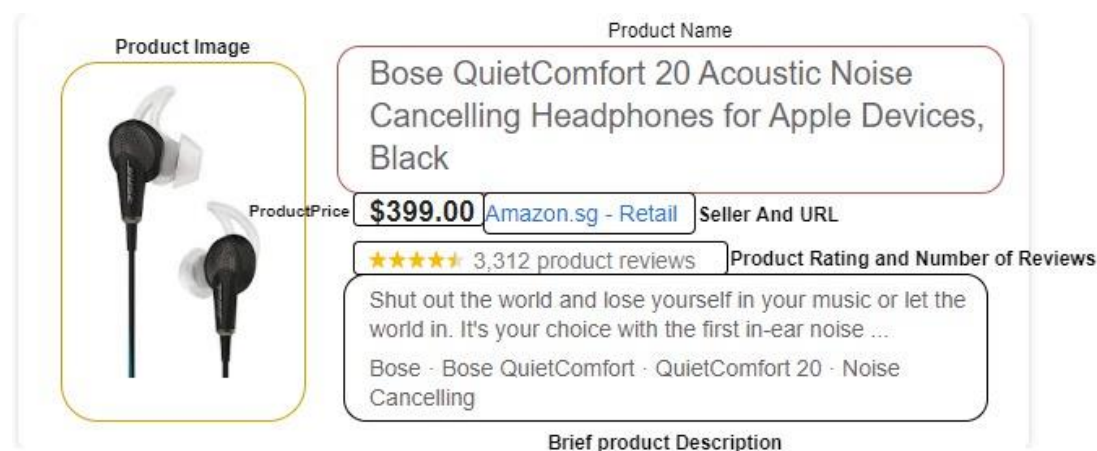 Product Name
Product Image
Bose QuietComfort 20 Acoustic Noise
Cancelling Headphones for Apple Devices,
Black
ProductPrice $399.00 Amazon.sg - Retail Seller And URL
3,312 product reviews Product Rating and Number of Reviews
Shut out the world and lose yourself in your music or let the
world in. It's your choice with the first in-ear noise ...
Bose · Bose QuietComfort · QuietComfort 20 · Noise
Cancelling
Brief product Description